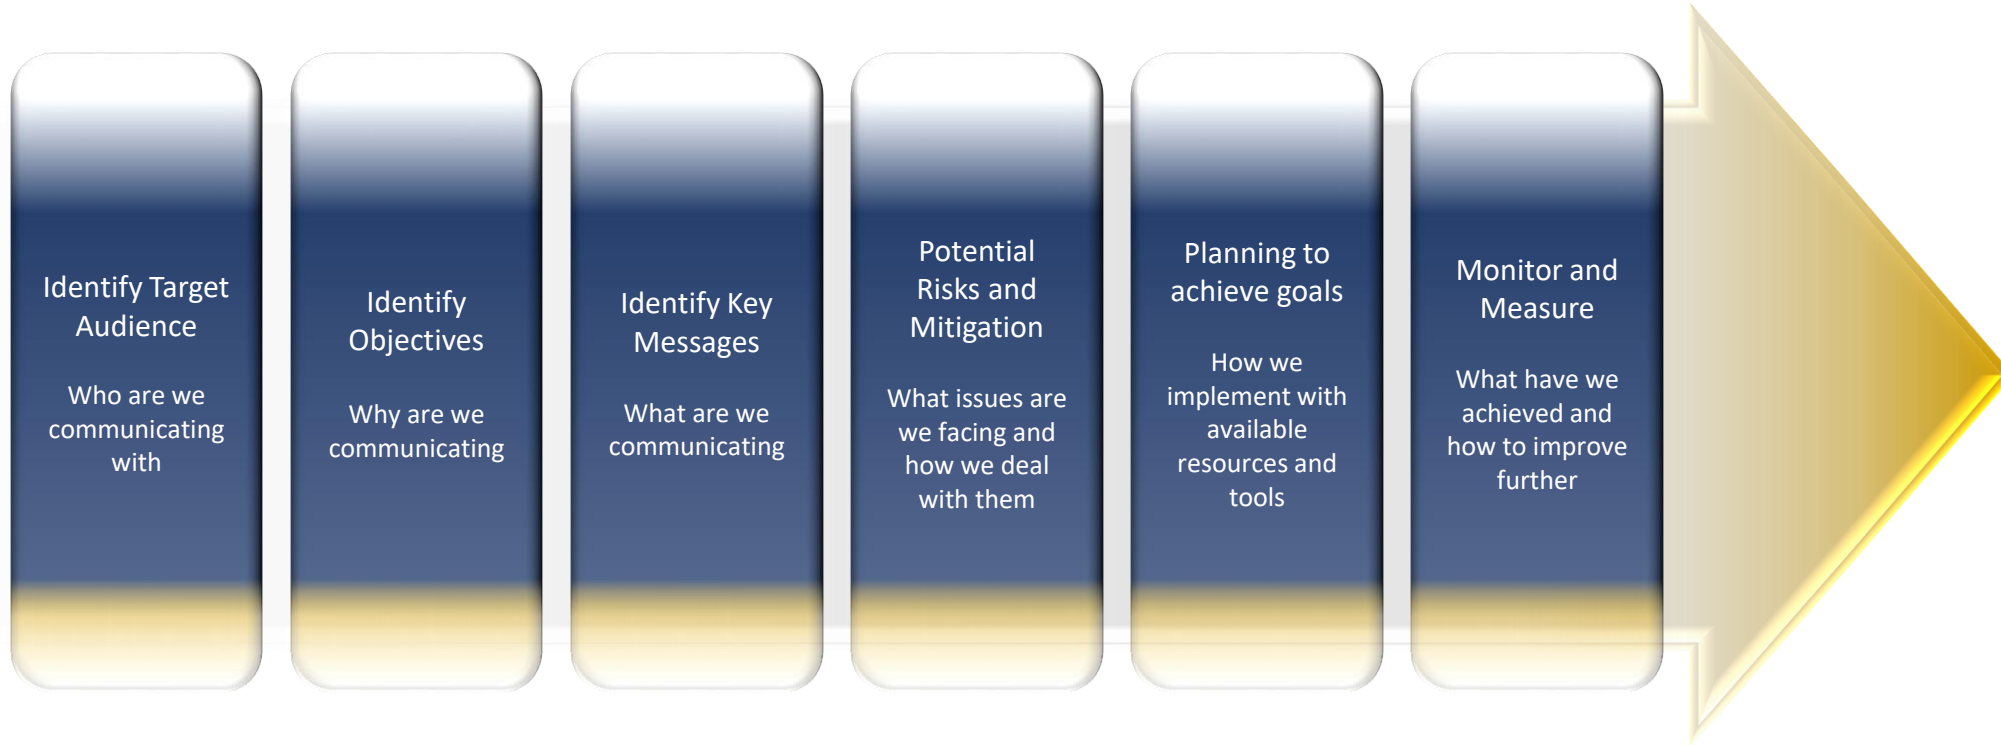 Identify Target
Audience
Who are we
communicating
with
Identify
Objectives
Why are we
communicating
Identify Key
Messages
What are we
communicating
Potential
Risks and
Mitigation
What issues are
we facing and
how we deal
with them
Planning to
achieve goals
How we
implement with
available
resources and
tools
Monitor and
Measure
What have we
achieved and
how to improve
further